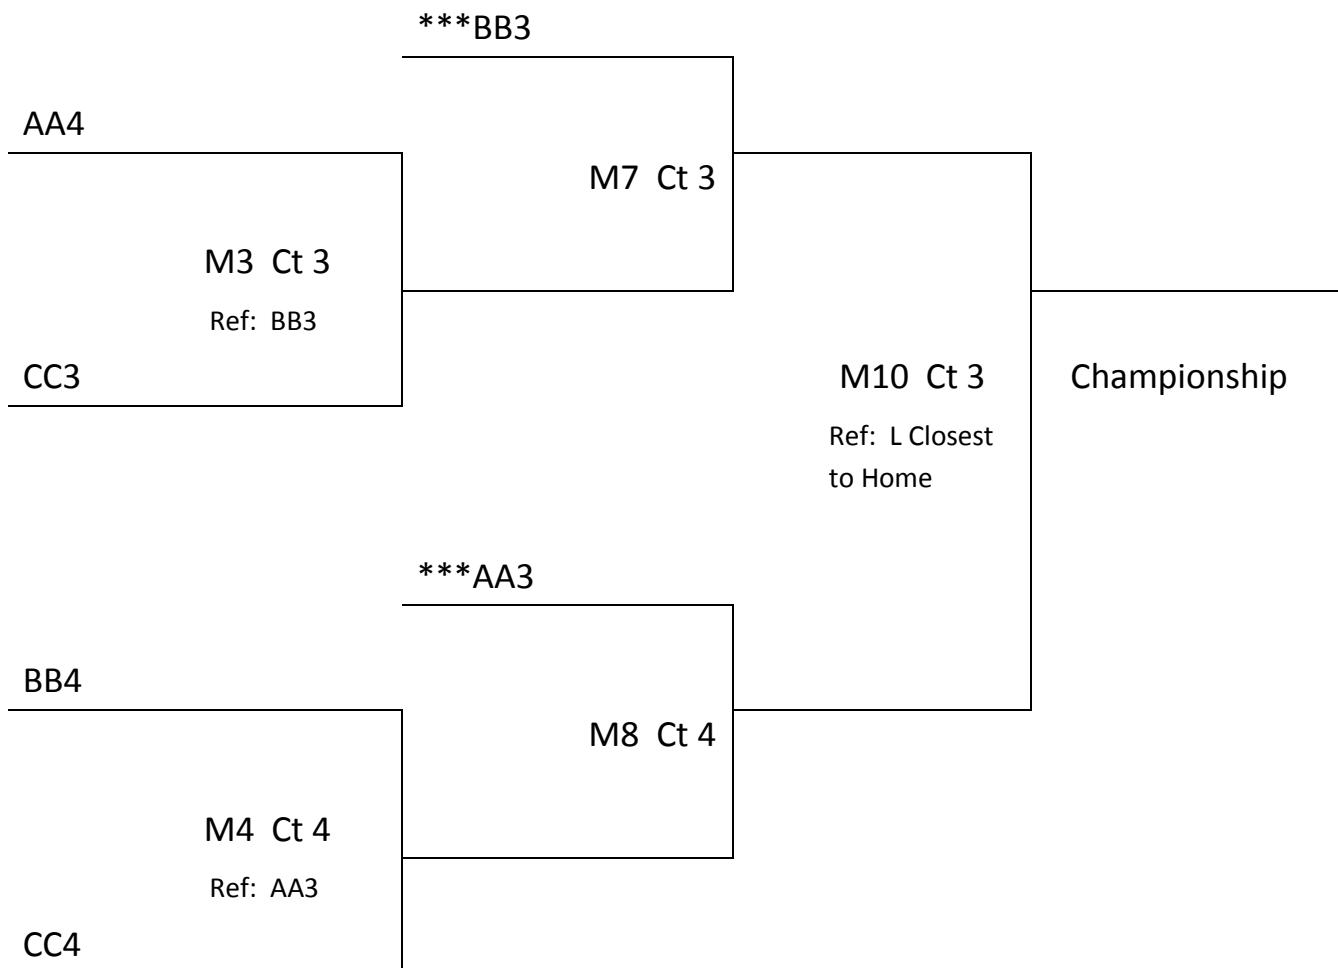 ***BB3
AA4
M7 Ct 3
M3 Ct 3
Ref: BB3
CC3
M10 Ct 3
Championship
Ref: L Closest
to Home
***AA3
BB4
M8 Ct 4
M4 Ct 4
Ref: AA3
CC4